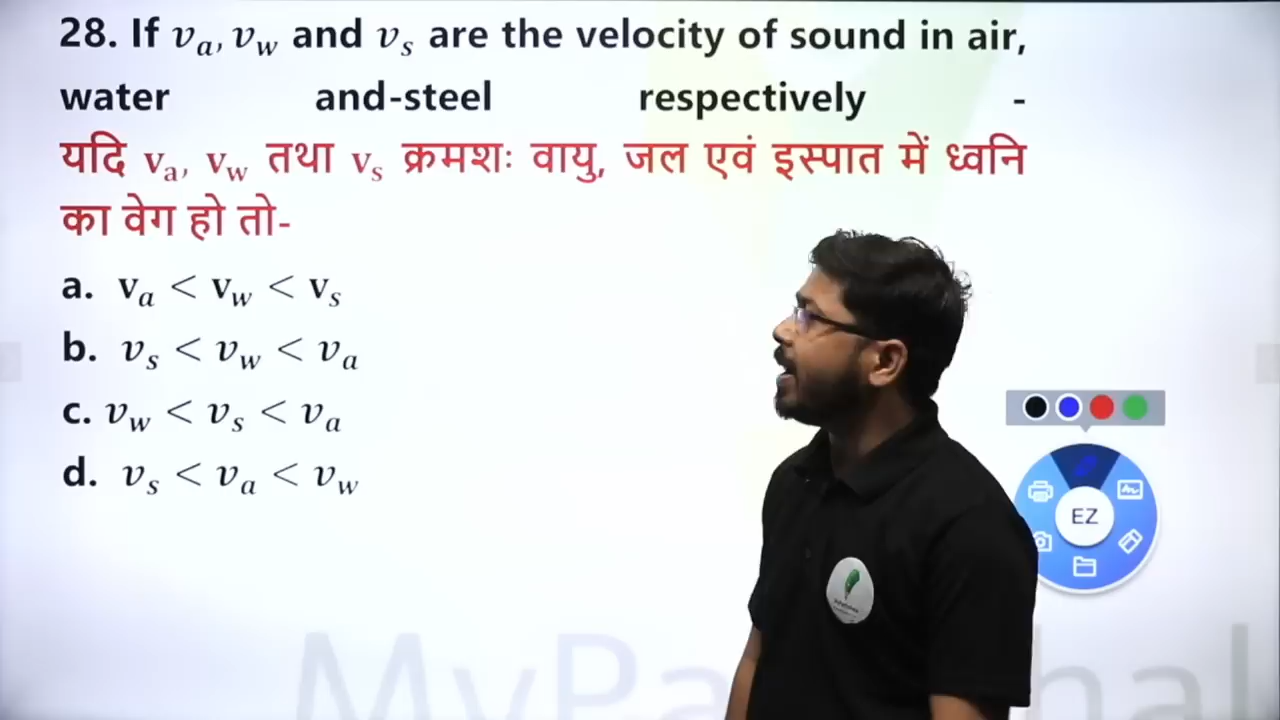 28. If vₐ, v_w and vₛ are the velocity of sound in air,
water and-steel respectively -
यदि vₐ, v_w तथा vₛ क्रमशः वायु, जल एवं इस्पात में ध्वनि
का वेग हो तो-
a. vₐ < v_w < vₛ
b. vₛ < v_w < vₐ
c. v_w < vₛ < vₐ
d. vₛ < vₐ < v_w
EZ